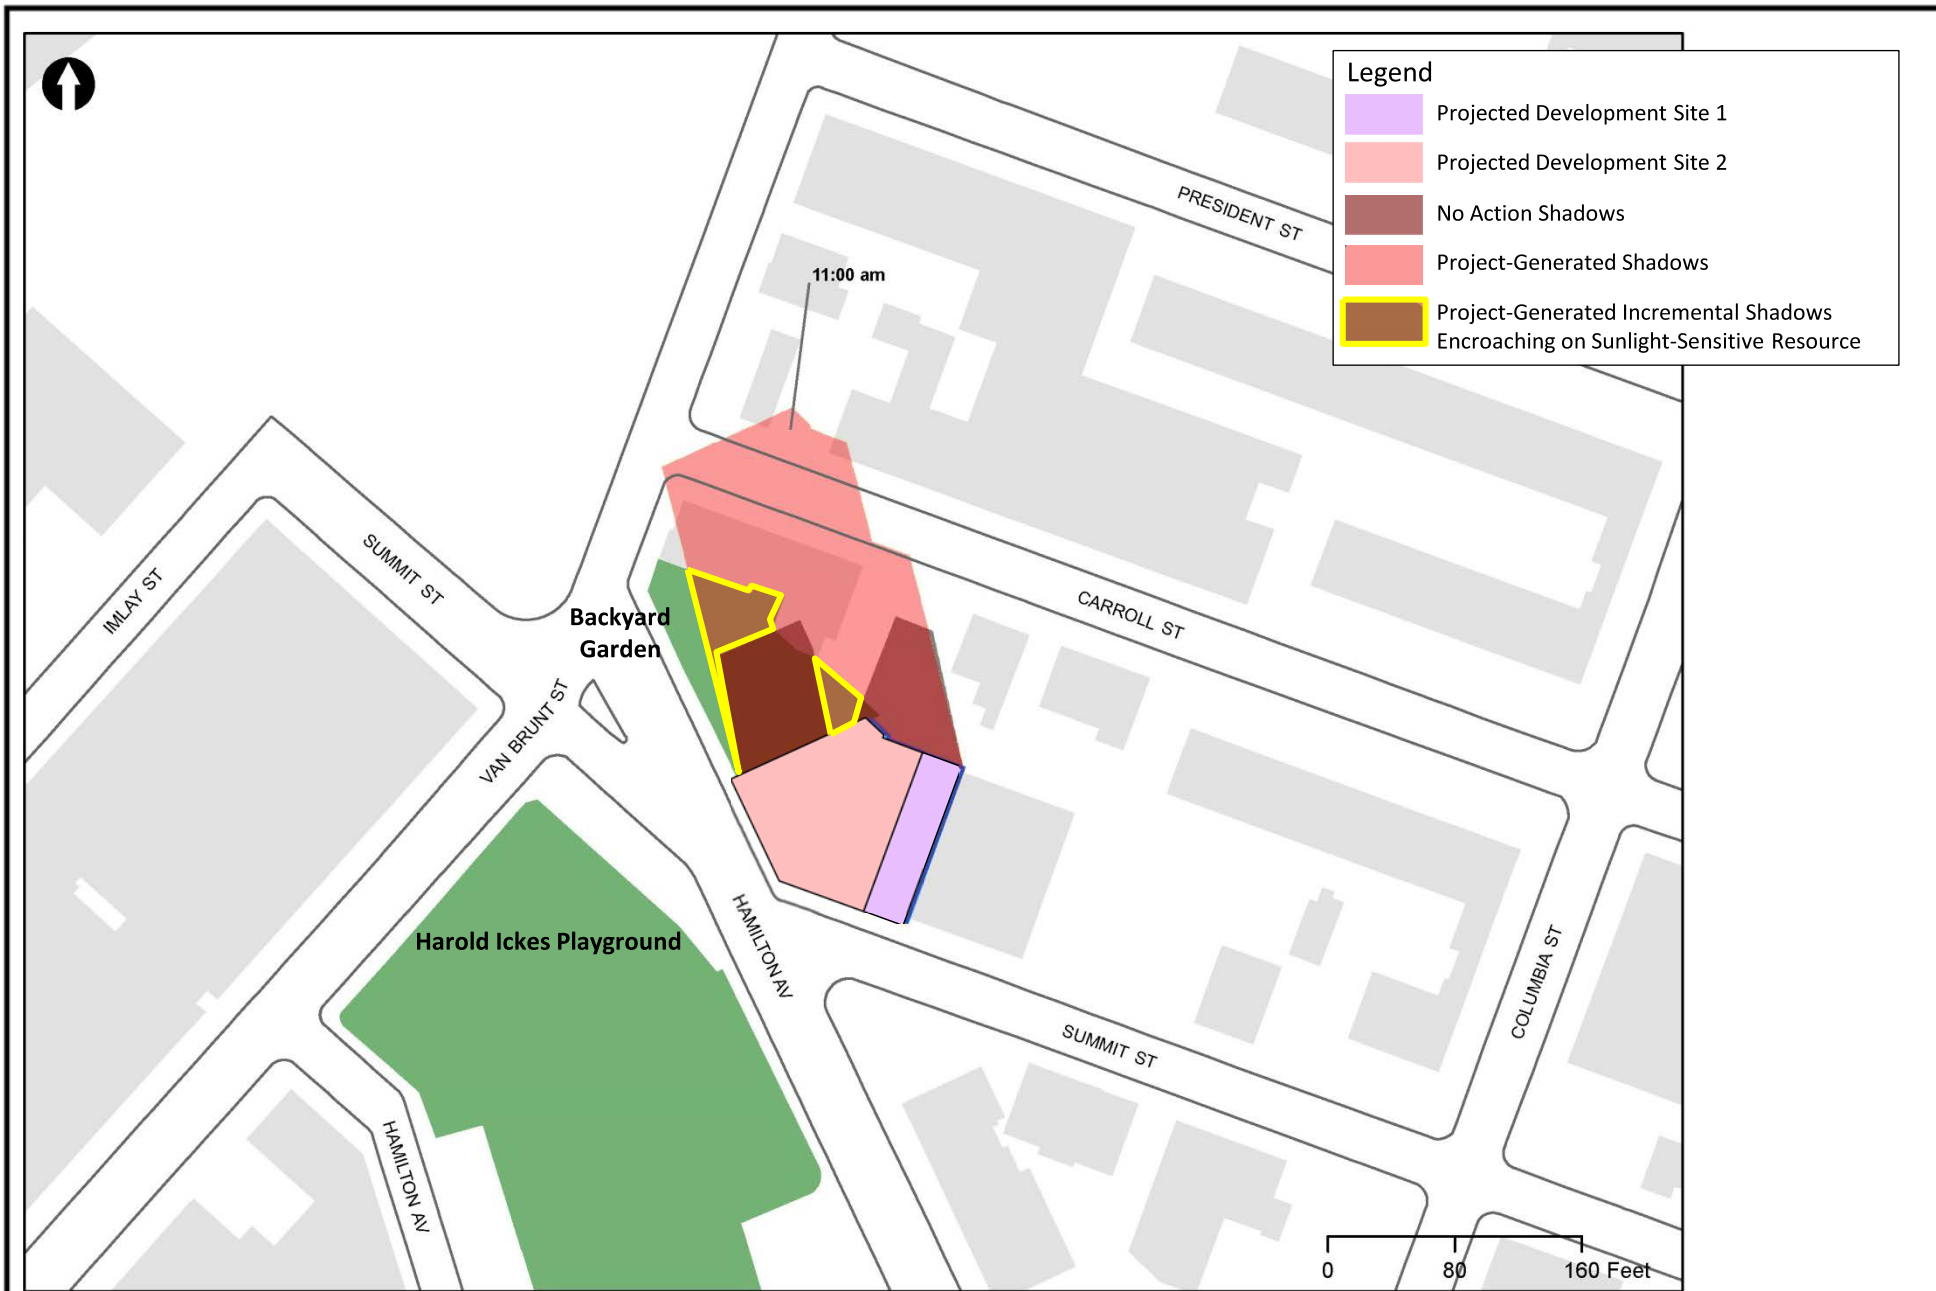 Legend
Projected Development Site 1
Projected Development Site 2
No Action Shadows
Project-Generated Shadows
Project-Generated Incremental Shadows
Encroaching on Sunlight-Sensitive Resource
PRESIDENT ST
11:00 am
SUMMIT ST
IMLAY ST
Backyard
Garden
CARROLL ST
VAN BRUNT ST
Harold Ickes Playground
HAMILTON AV
COLUMBIA ST
SUMMIT ST
HAMILTON AV
0 80 160 Feet